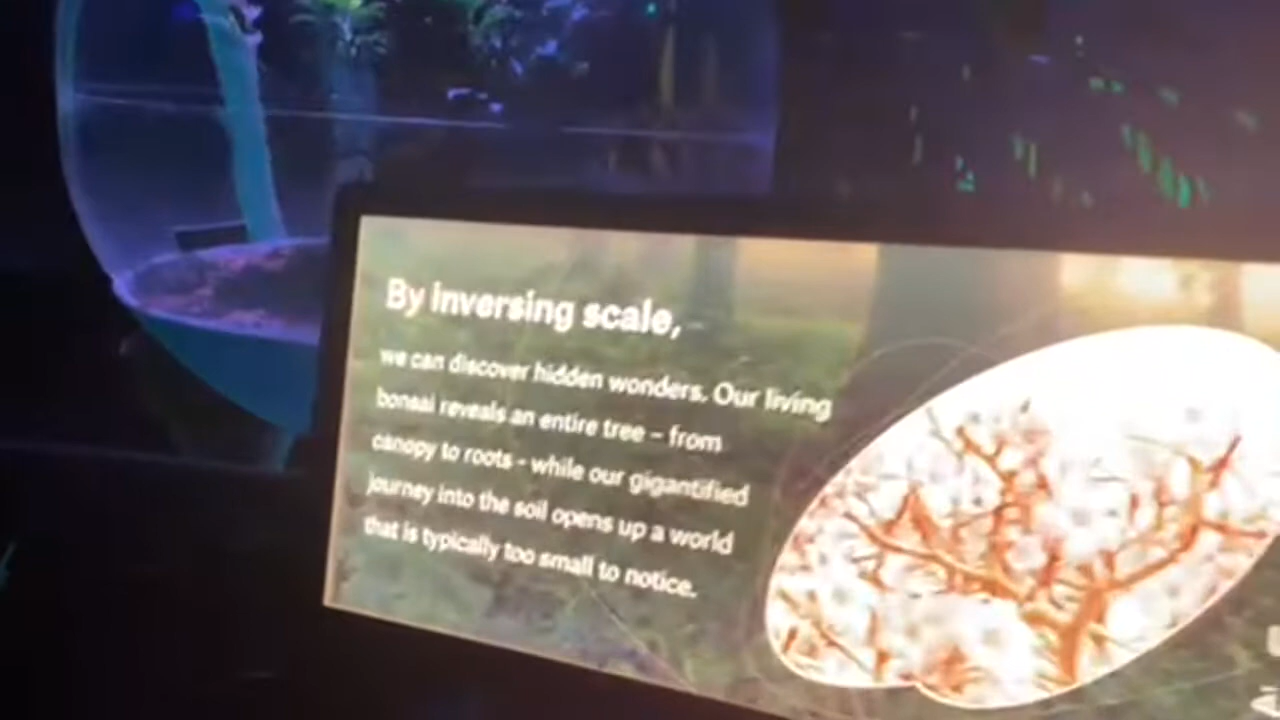 By inversing scale,
we can discover hidden wonders. Our living
bonsai reveals an entire tree – from
canopy to roots - while our gigantified
journey into the soil opens up a world
that is typically too small to notice.